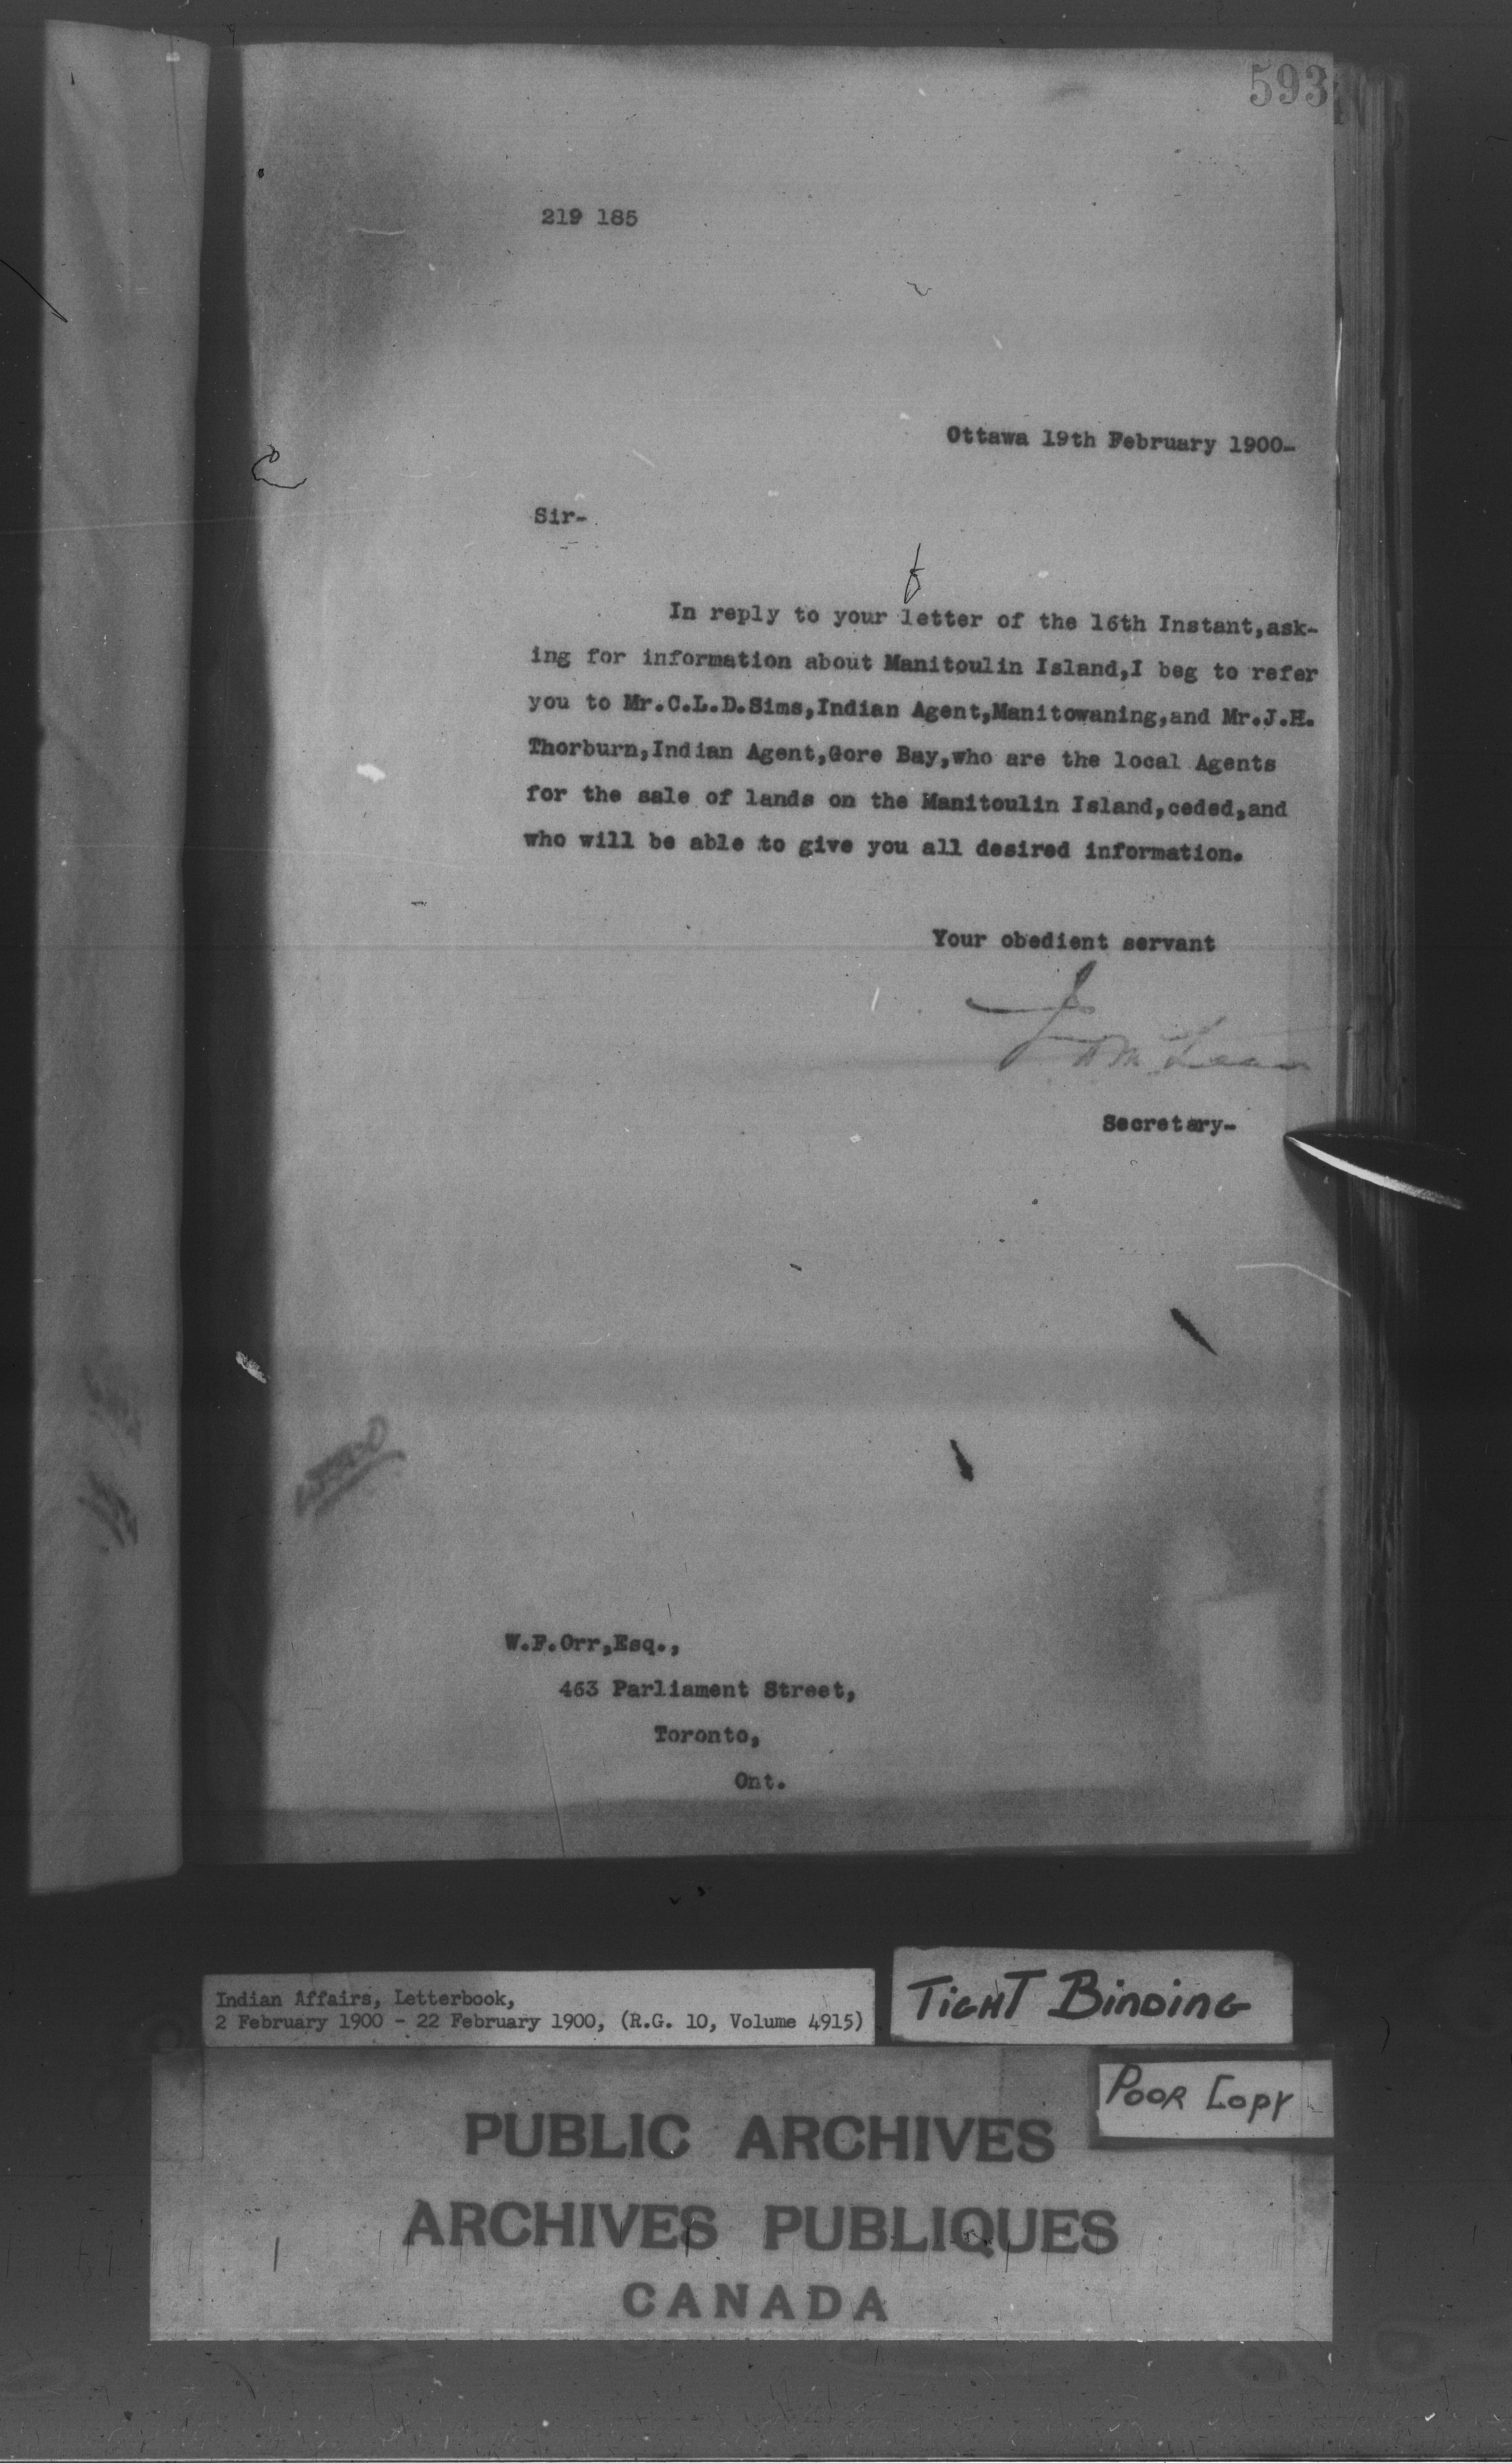 593
219 185
Ottawa 19th February 1900-
Sir-
In reply to your letter of the 16th Instant,ask-
ing for information about Manitoulin Island,I beg to refer
you to Mr.C.L.D.Sims,Indian Agent,Manitowaning,and Mr.J.H.
Thorburn,Indian Agent,Gore Bay,who are the local Agents
for the sale of lands on the Manitoulin Island,ceded,and
who will be able to give you all desired information.
Your obedient servant
Secretary-
W.F.Orr,Esq.,
463 Parliament Street,
Toronto,
Ont.
Indian Affairs, Letterbook,
2 February 1900 - 22 February 1900, (R.G. 10, Volume 4915)
TIGHT BINDING
POOR COPY
PUBLIC ARCHIVES
ARCHIVES PUBLIQUES
CANADA